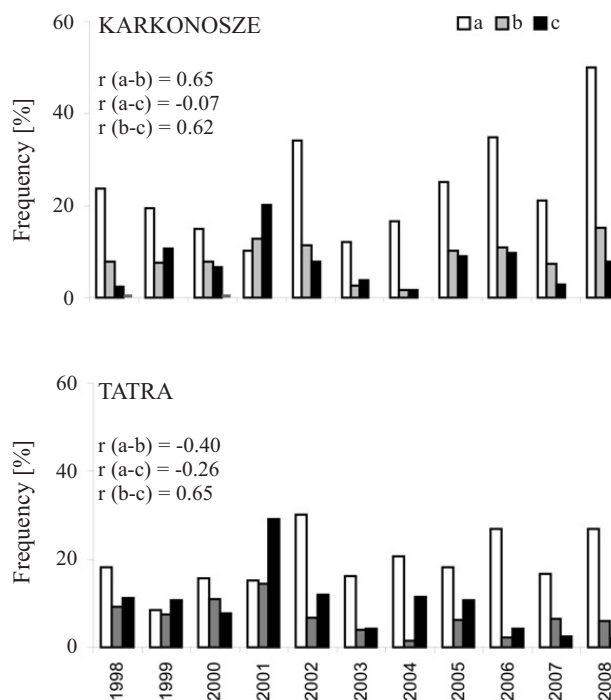 60
KARKONOSZE
a b c
r (a-b) = 0.65
r (a-c) = -0.07
r (b-c) = 0.62
40
20
0
Frequency [%]
60
TATRA
r (a-b) = -0.40
r (a-c) = -0.26
r (b-c) = 0.65
40
20
0
Frequency [%]
1998 1999 2000 2001 2002 2003 2004 2005 2006 2007 2008